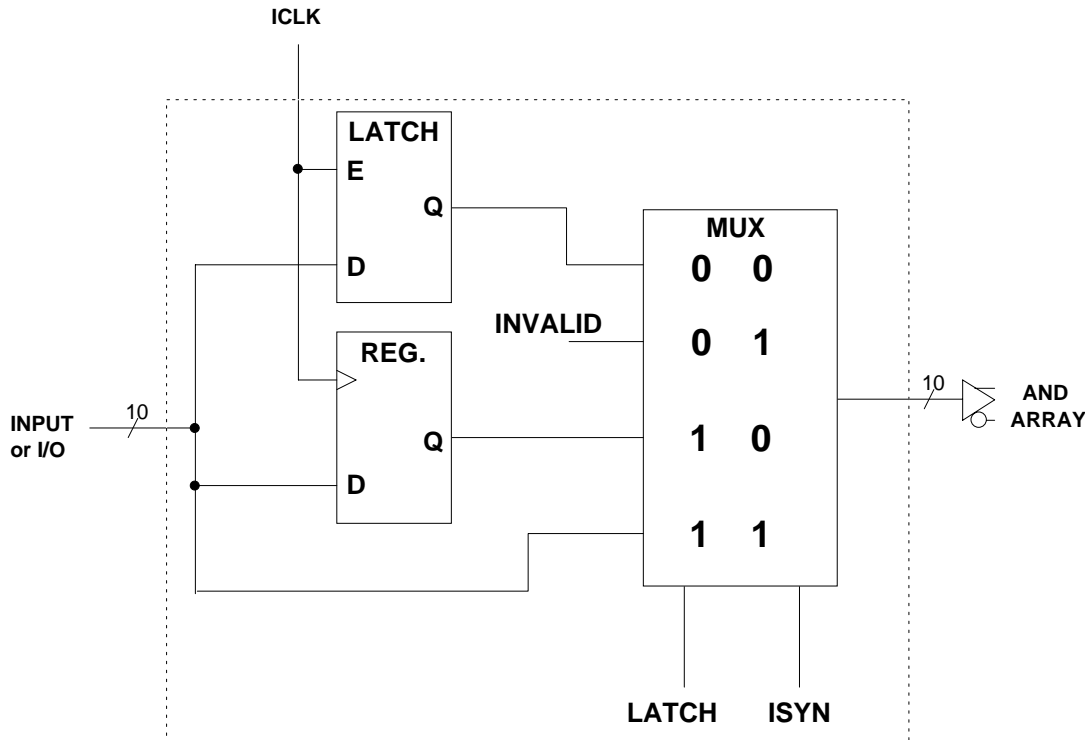 ICLK
LATCH
E
Q
D
MUX
0 0
INVALID
0 1
REG.
10
INPUT
or I/O
Q
D
1 0
1 1
10
AND
ARRAY
LATCH
ISYN